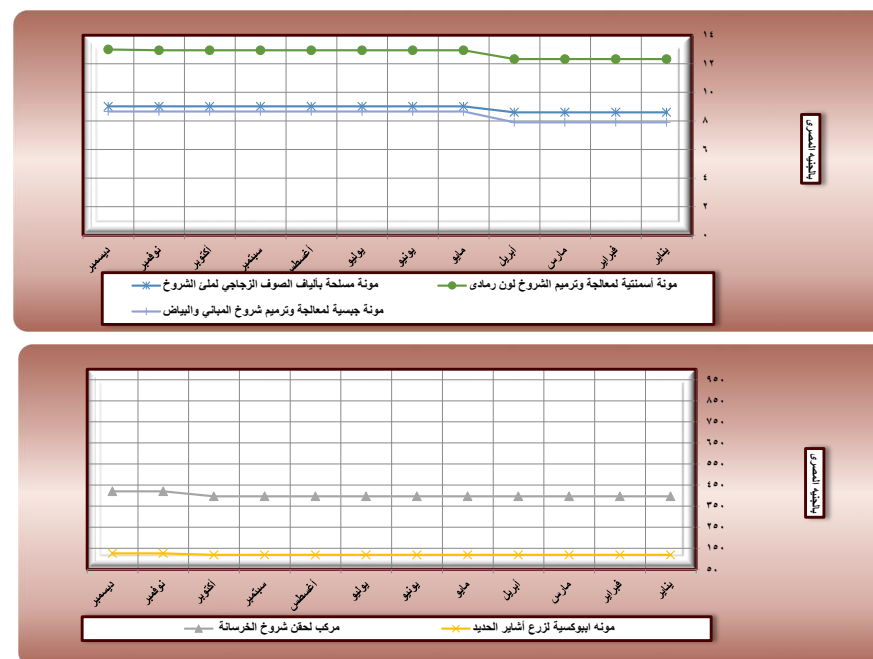 ١٤
١٢
١٠
٨
٦
٤
٢
٠
بالجنيه المصرى
يناير
فبراير
مارس
أبريل
مايو
يونيو
يوليو
أغسطس
سبتمبر
أكتوبر
نوفمبر
ديسمبر
مونة أسمنتية لمعالجة وترميم الشروخ لون رمادى
مونة مسلحة بألياف الصوف الزجاجي لملئ الشروخ
مونة جبسية لمعالجة وترميم شروخ المباني والبياض
٩٥٠
٨٥٠
٧٥٠
٦٥٠
٥٥٠
٤٥٠
٣٥٠
٢٥٠
١٥٠
٥٠
بالجنيه المصرى
يناير
فبراير
مارس
أبريل
مايو
يونيو
يوليو
أغسطس
سبتمبر
أكتوبر
نوفمبر
ديسمبر
مونه ايبوكسية لزرع أشاير الحديد
مركب لحقن شروخ الخرسانة